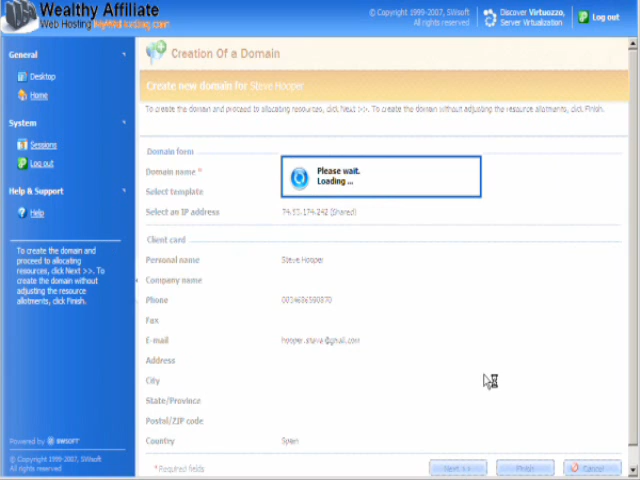 Wealthy Affiliate
Web Hosting
© Copyright 1999-2007, SWsoft
All rights reserved
Discover Virtuozzo,
Server Virtualization
Log out
General
Desktop
Home
System
Sessions
Log out
Help & Support
Help
To create the domain and
proceed to allocating
resources, click Next >>. To
create the domain without
adjusting the resource
allotments, click Finish.
Powered by SWSOFT
© Copyright 1999-2007, SWsoft
All rights reserved
Creation Of a Domain
Create new domain for Steve Hooper
To create the domain and proceed to allocating resources, click Next >>. To create the domain without adjusting the resource allotments, click Finish.
Domain form
Domain name *
Select template
Select an IP address
(Shared)
Please wait.
Loading ...
Client card
Personal name Steve Hooper
Company name
Phone
Fax
E-mail
Address
City
State/Province
Postal/ZIP code
Country Spain
* Required fields
Next >>
Finish
Cancel